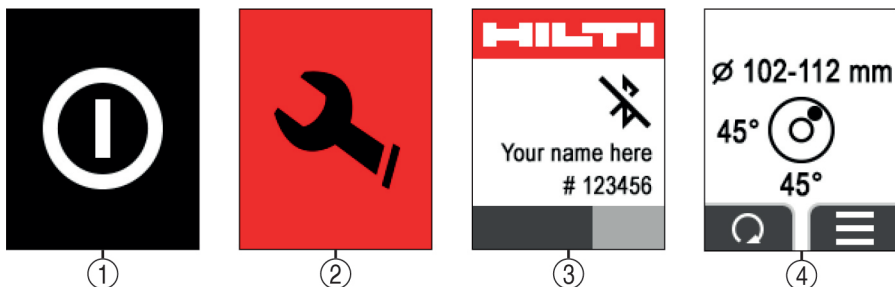 HILTI
Your name here
# 123456
Ø 102-112 mm
45°
45°
① ② ③ ④